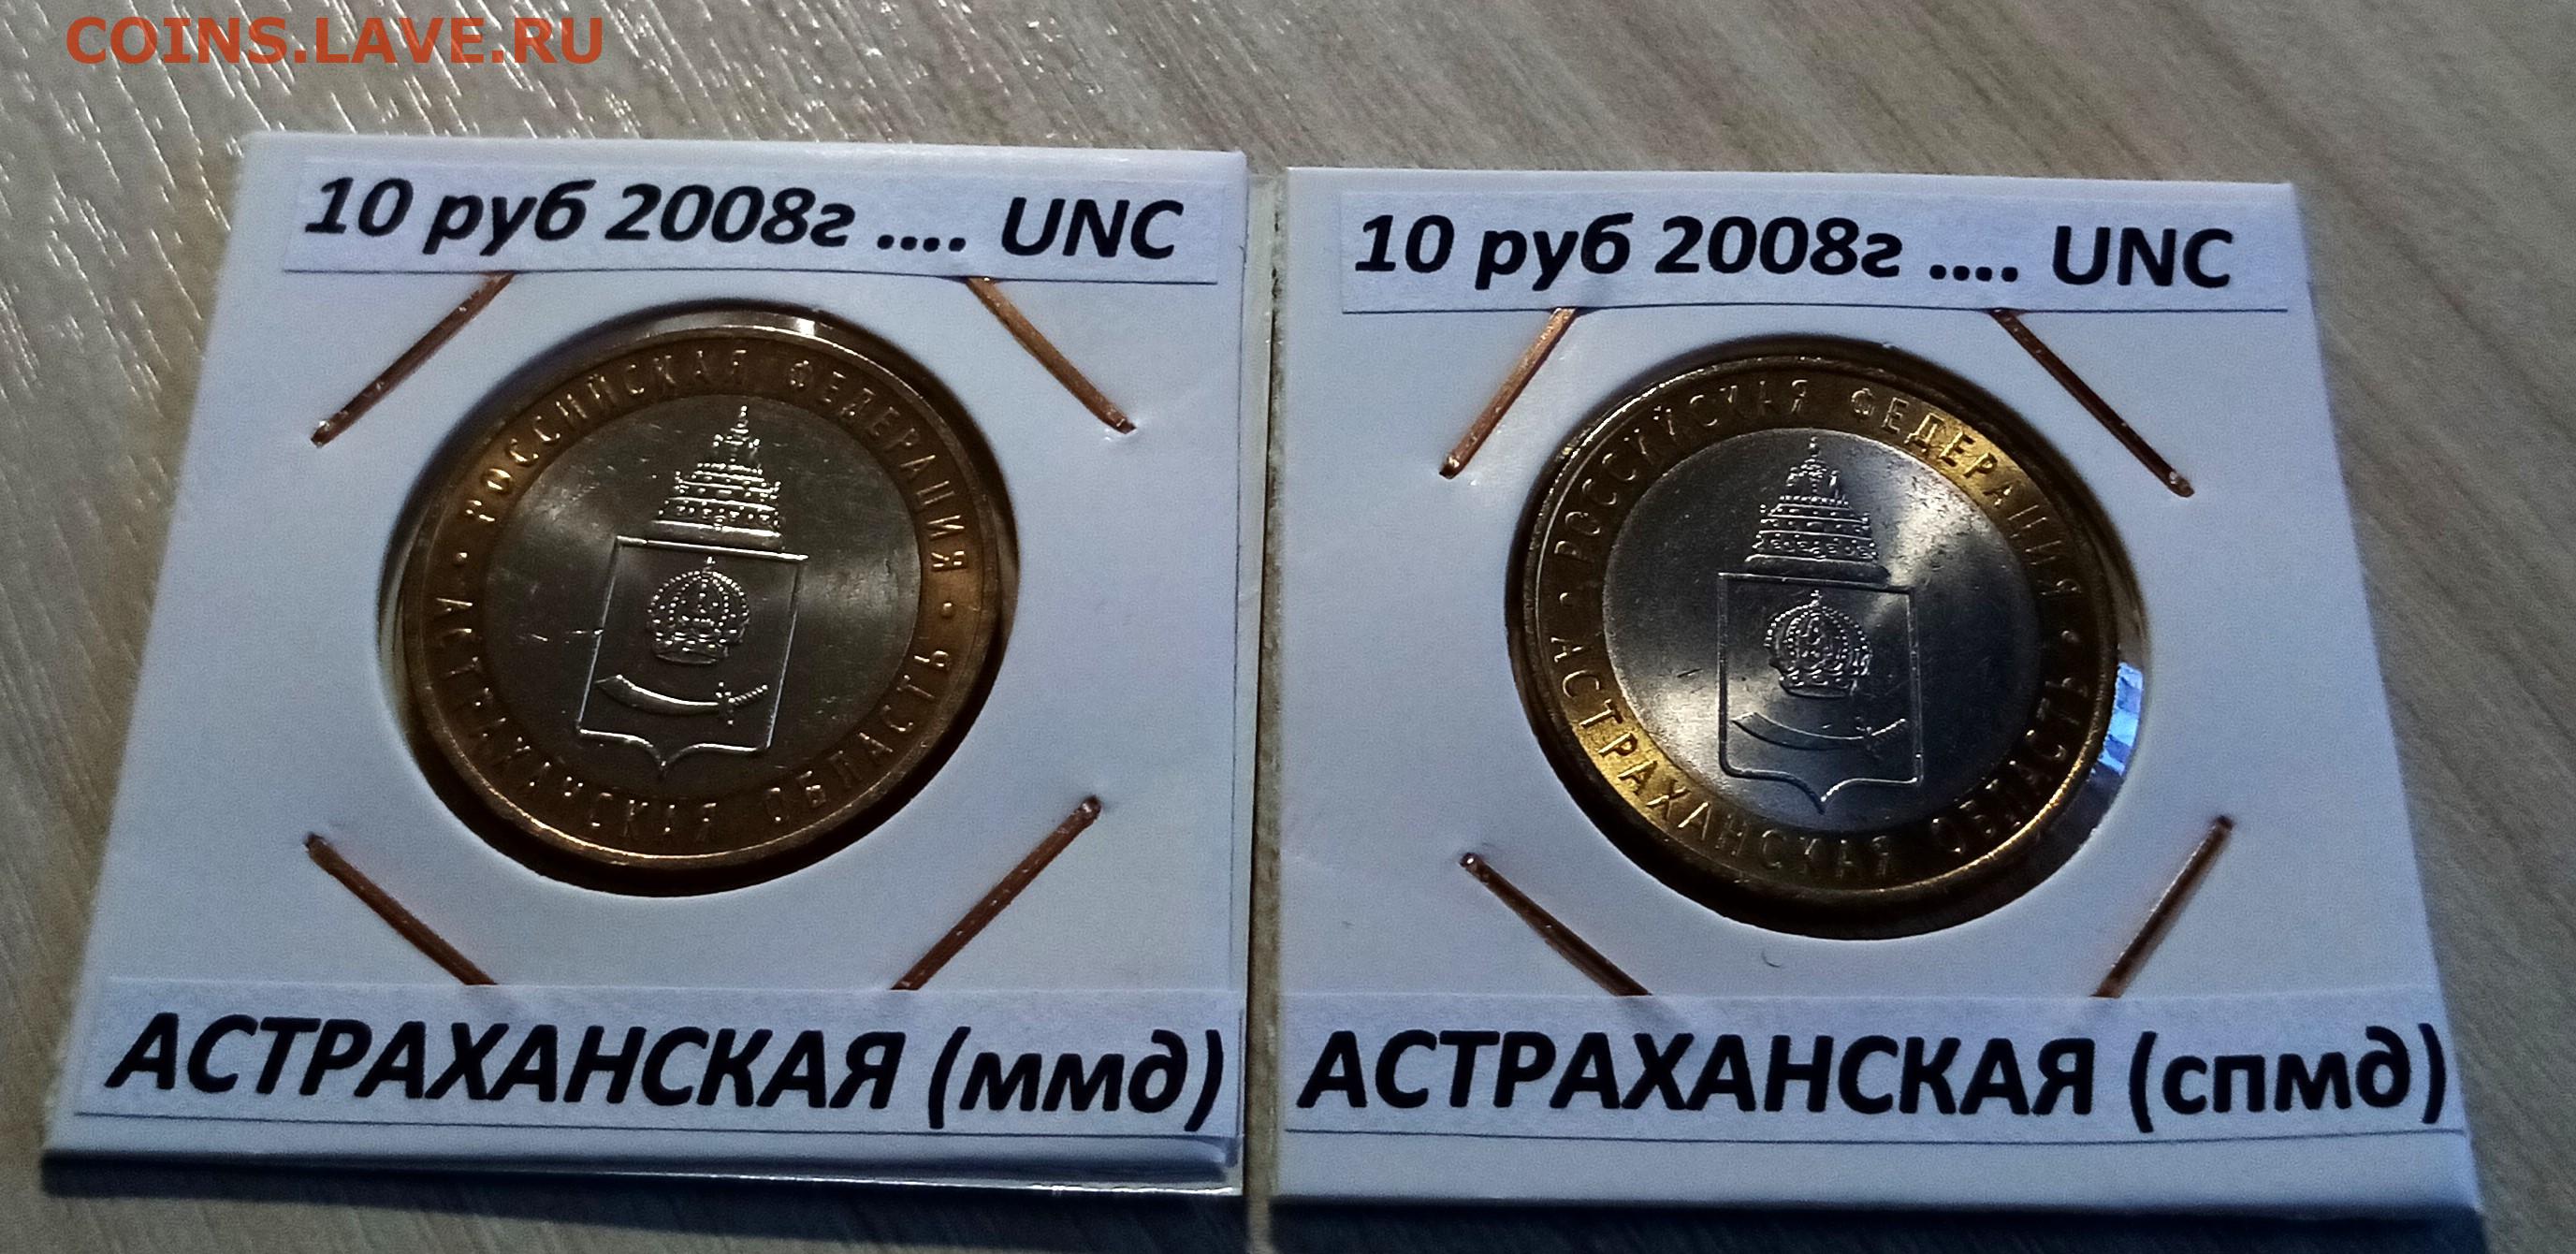 COINS.LAVE.RU
10 руб 2008г .... UNC
РОССИЙСКАЯ ФЕДЕРАЦИЯ
АСТРАХАНСКАЯ ОБЛАСТЬ
АСТРАХАНСКАЯ (ммд)
10 руб 2008г .... UNC
РОССИЙСКАЯ ФЕДЕРАЦИЯ
АСТРАХАНСКАЯ ОБЛАСТЬ
АСТРАХАНСКАЯ (спмд)